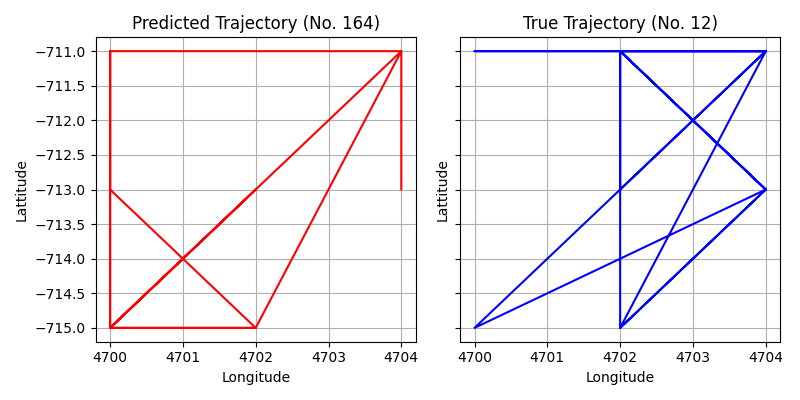 Predicted Trajectory (No. 164)
−711.0
−711.5
−712.0
−712.5
−713.0
−713.5
−714.0
−714.5
−715.0
Lattitude
4700 4701 4702 4703 4704
Longitude
True Trajectory (No. 12)
Lattitude
4700 4701 4702 4703 4704
Longitude